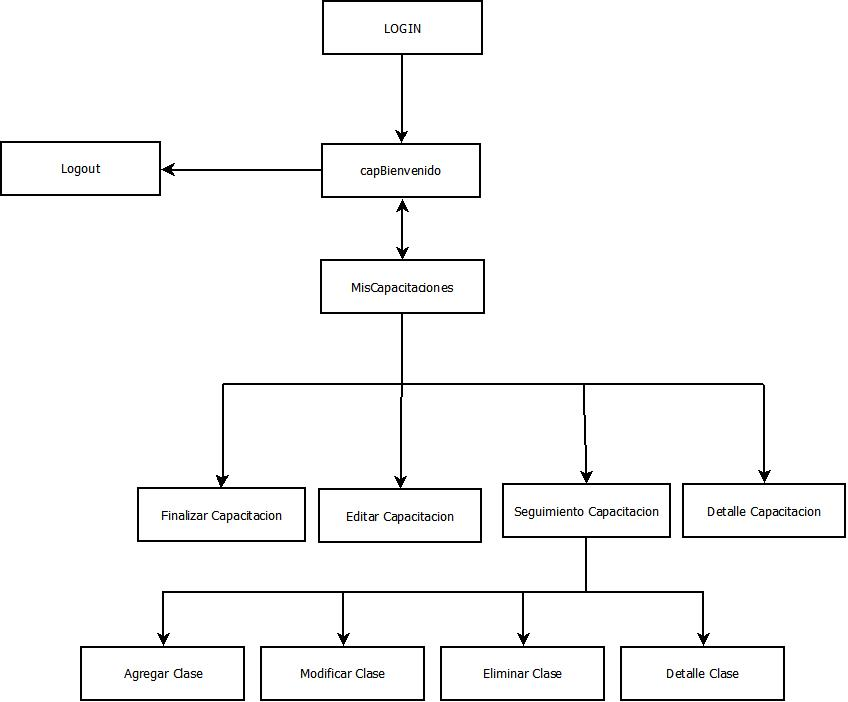 LOGIN
Logout
capBienvenido
MisCapacitaciones
Finalizar Capacitacion
Editar Capacitacion
Seguimiento Capacitacion
Detalle Capacitacion
Agregar Clase
Modificar Clase
Eliminar Clase
Detalle Clase